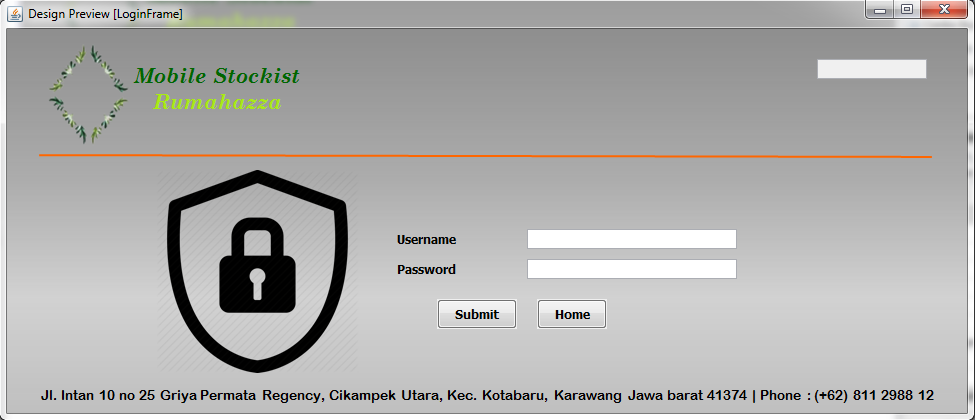 Design Preview [LoginFrame]
Mobile Stockist
Rumahazza
Username
Password
Submit
Home
Jl. Intan 10 no 25 Griya Permata Regency, Cikampek Utara, Kec. Kotabaru, Karawang Jawa barat 41374 | Phone : (+62) 811 2988 12